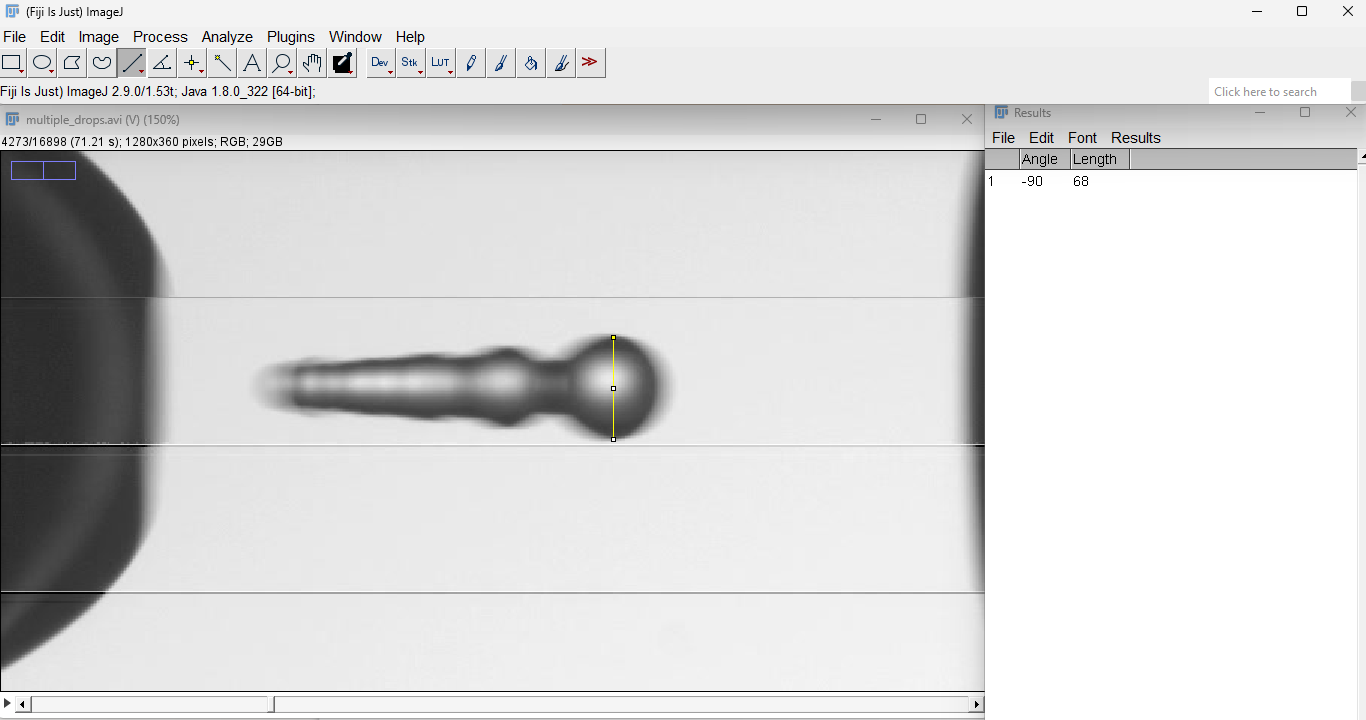 (Fiji Is Just) ImageJ
File Edit Image Process Analyze Plugins Window Help
Dev Stk LUT
Fiji Is Just) ImageJ 2.9.0/1.53t; Java 1.8.0_322 [64-bit];
Click here to search
multiple_drops.avi (V) (150%)
4273/16898 (71.21 s); 1280x360 pixels; RGB; 29GB
Results
File Edit Font Results
Angle Length
1 -90 68